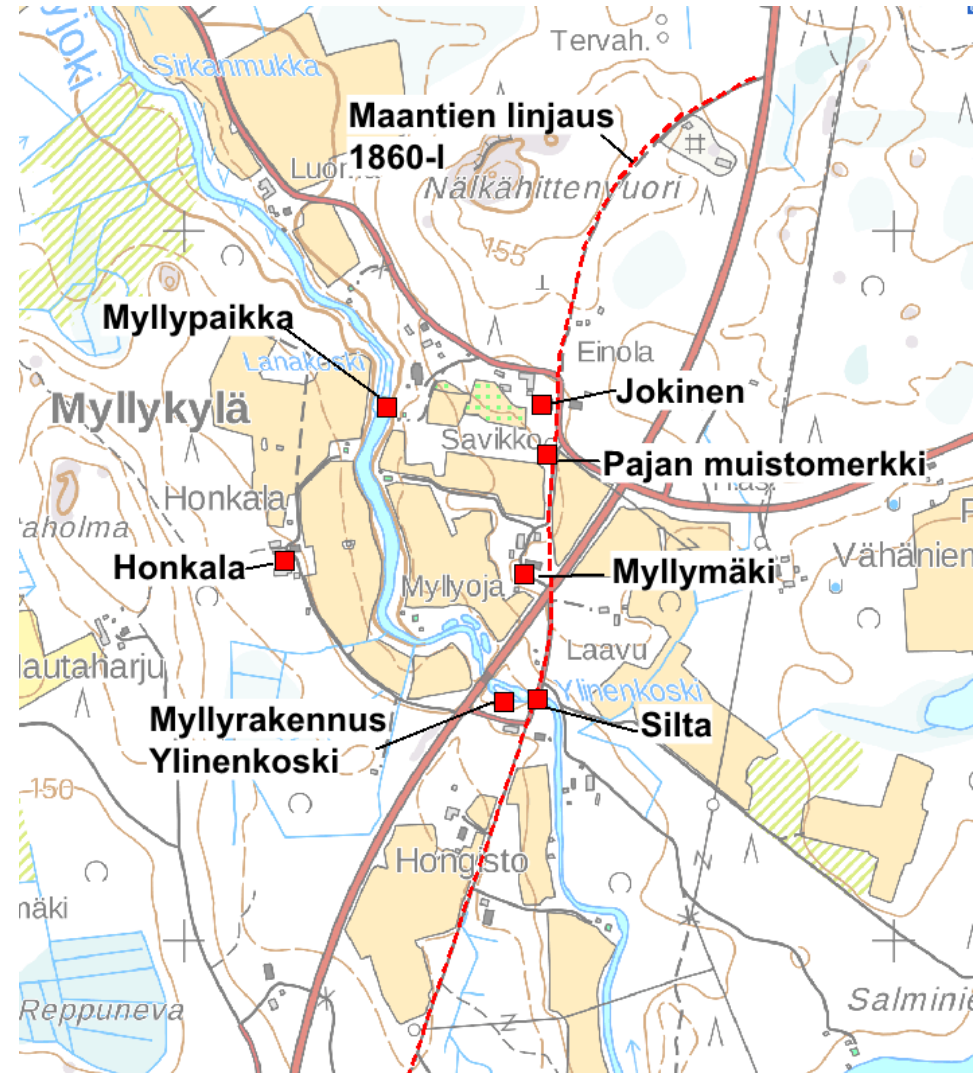 Tervah.
Sirkanmukka
Maantien linjaus
1860-l
Nälkähittenvuori
155
Myllypaikka
Einola
Lanakoski
Jokinen
Myllykylä
Savikko
Pajan muistomerkki
Honkala
Vähäniem
Honkala
Myllyoja
Myllymäki
Laavu
Ylinenkoski
Myllyrakennus
Ylinenkoski
Silta
150
Hongisto
Reppuneva